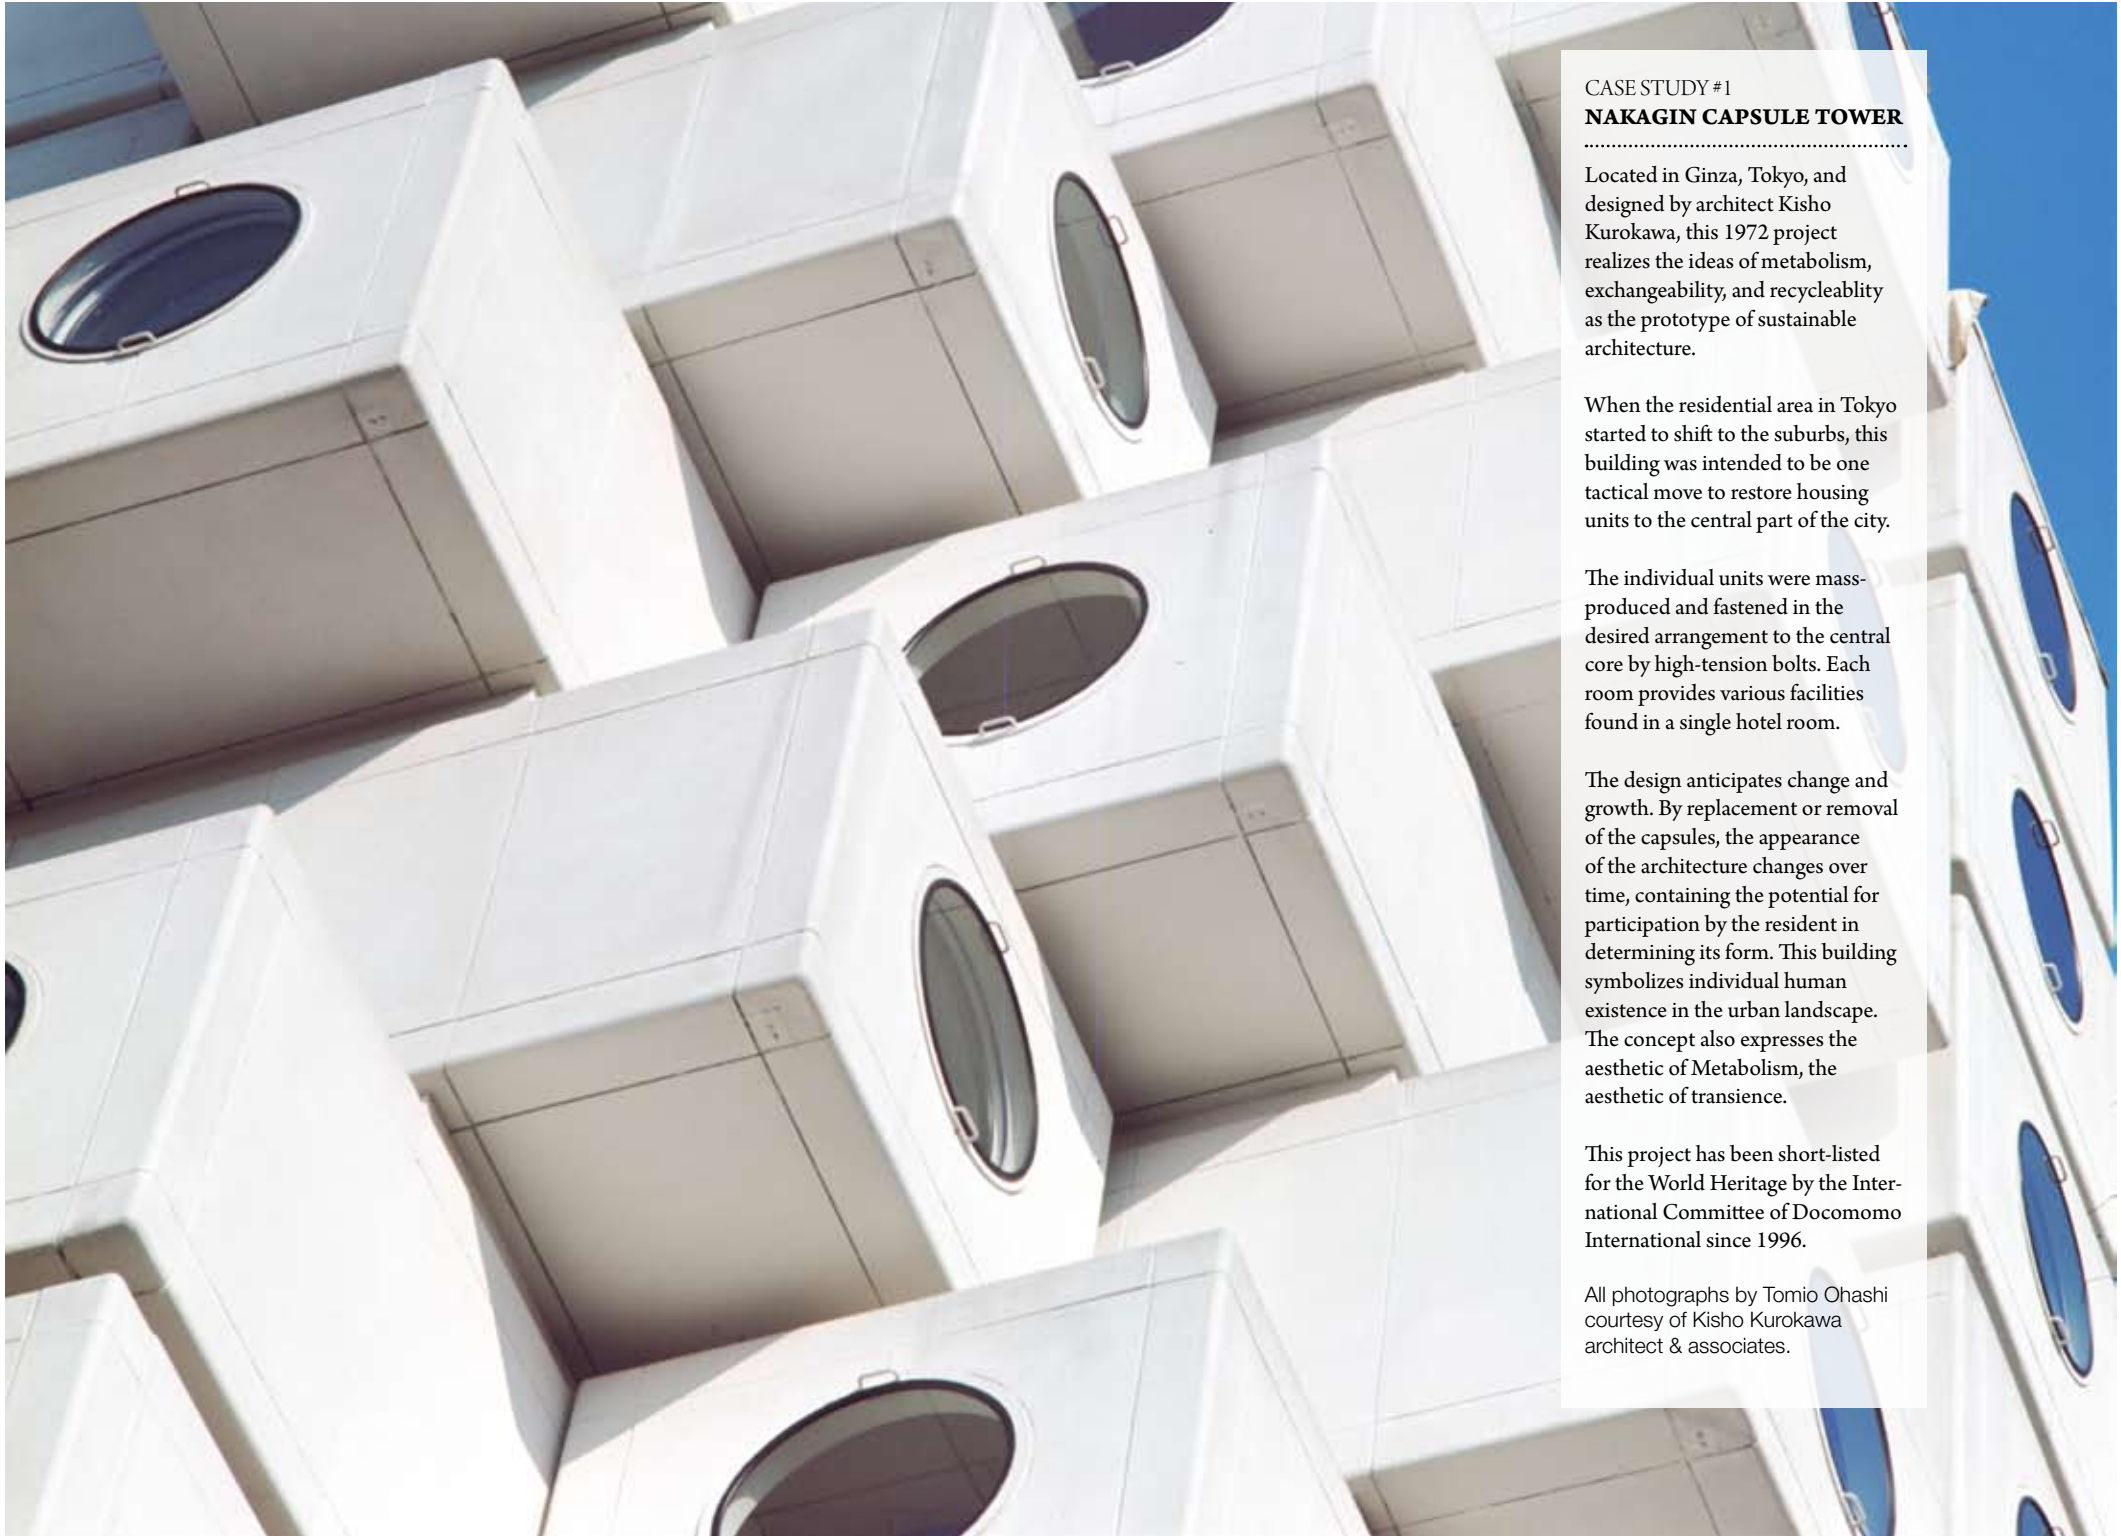 CASE STUDY #1
NAKAGIN CAPSULE TOWER
Located in Ginza, Tokyo, and
designed by architect Kisho
Kurokawa, this 1972 project
realizes the ideas of metabolism,
exchangeability, and recycleablity
as the prototype of sustainable
architecture.
When the residential area in Tokyo
started to shift to the suburbs, this
building was intended to be one
tactical move to restore housing
units to the central part of the city.
The individual units were mass-
produced and fastened in the
desired arrangement to the central
core by high-tension bolts. Each
room provides various facilities
found in a single hotel room.
The design anticipates change and
growth. By replacement or removal
of the capsules, the appearance
of the architecture changes over
time, containing the potential for
participation by the resident in
determining its form. This building
symbolizes individual human
existence in the urban landscape.
The concept also expresses the
aesthetic of Metabolism, the
aesthetic of transience.
This project has been short-listed
for the World Heritage by the Inter-
national Committee of Docomomo
International since 1996.
All photographs by Tomio Ohashi
courtesy of Kisho Kurokawa
architect & associates.